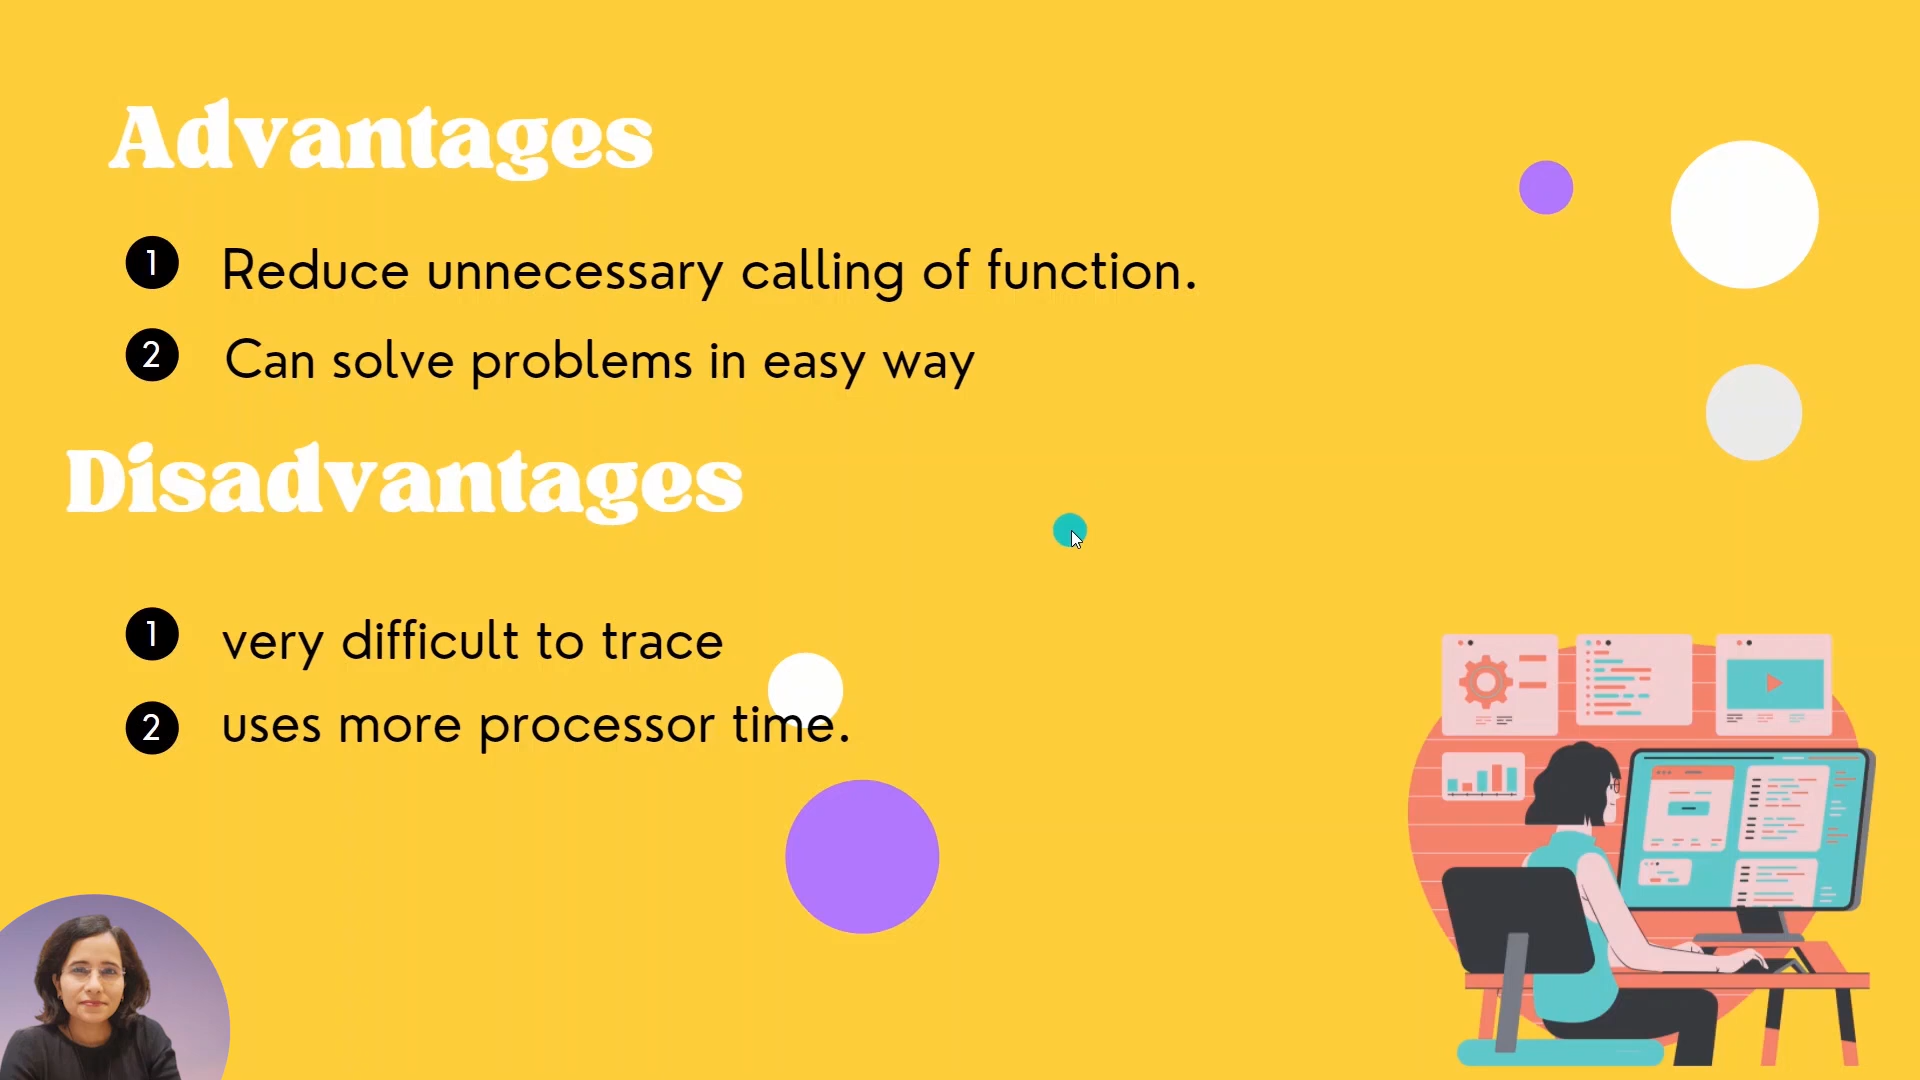 Advantages
1 Reduce unnecessary calling of function.
2 Can solve problems in easy way
Disadvantages
1 very difficult to trace
2 uses more processor time.